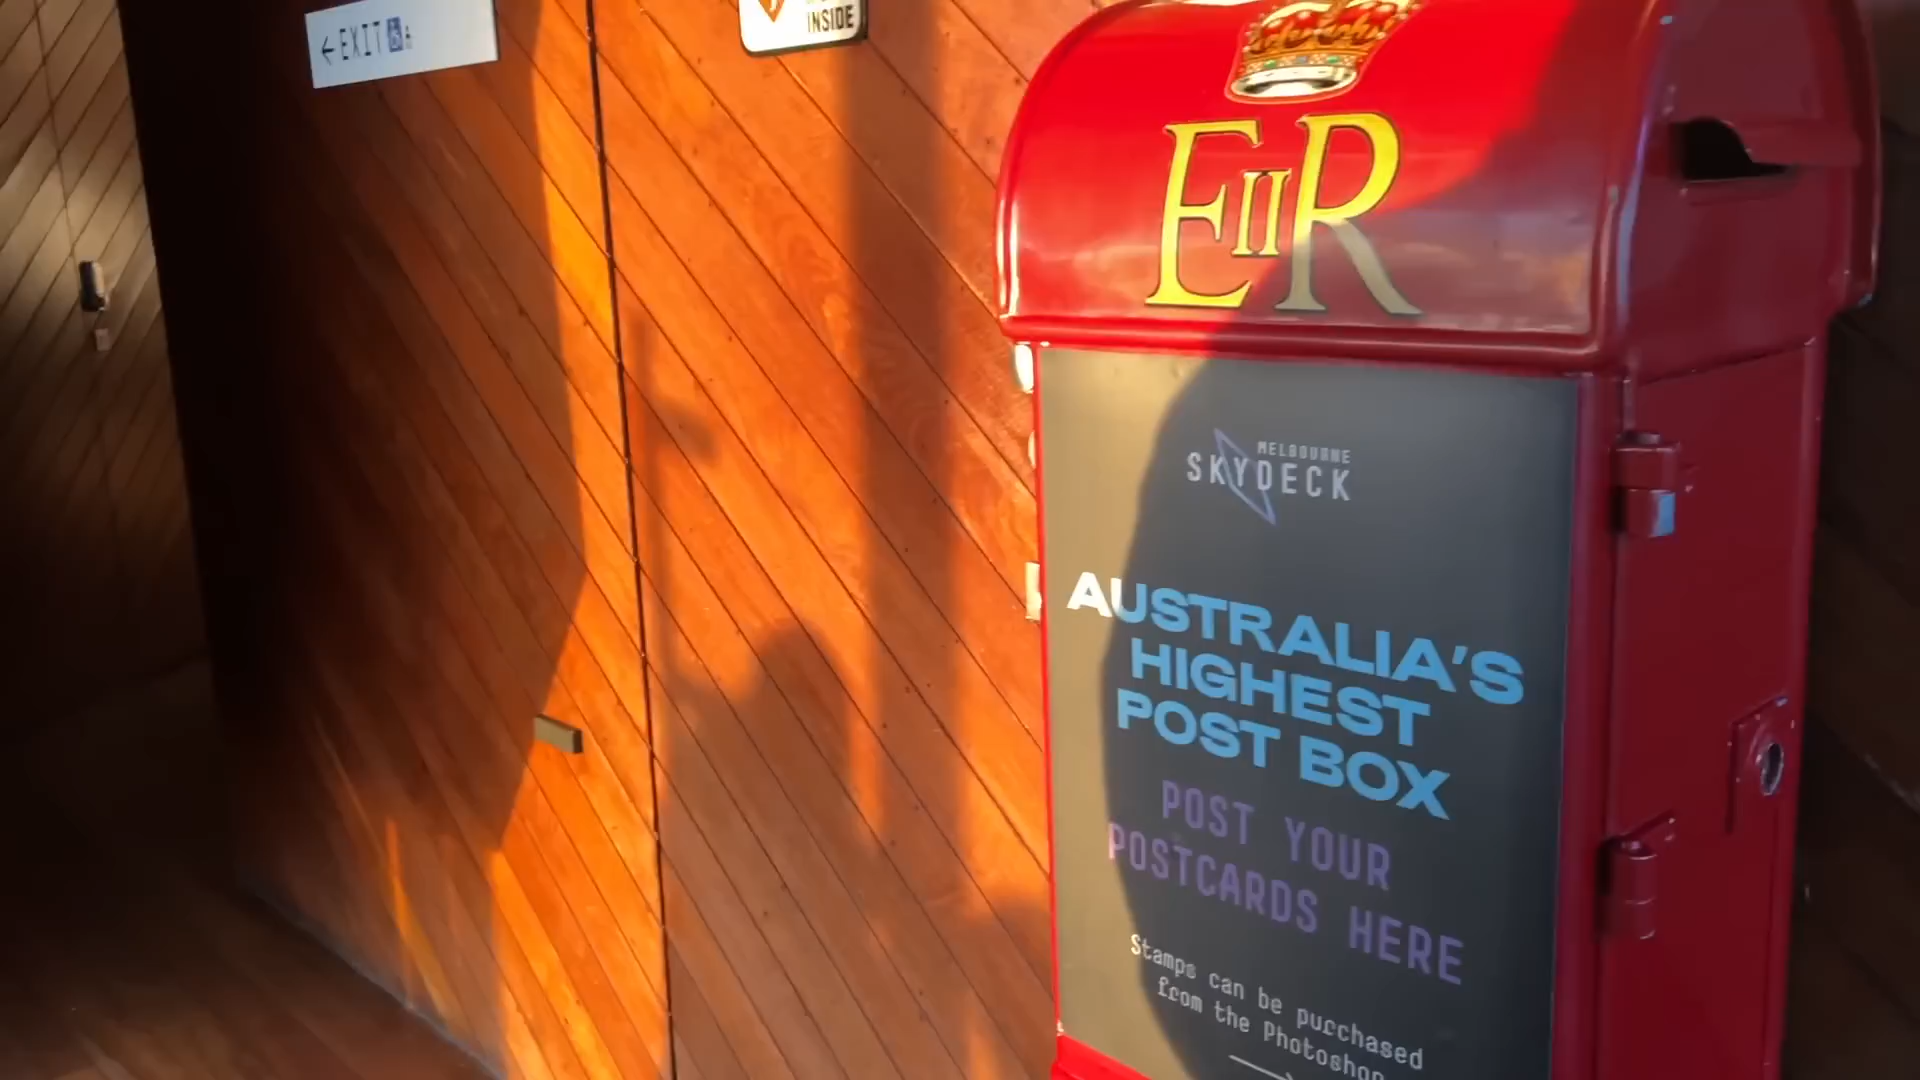 ← EXIT
INSIDE
EIIR
MELBOURNE
SKYDECK
AUSTRALIA'S
HIGHEST
POST BOX
POST YOUR
POSTCARDS HERE
Stamps can be purchased
from the Photoshop